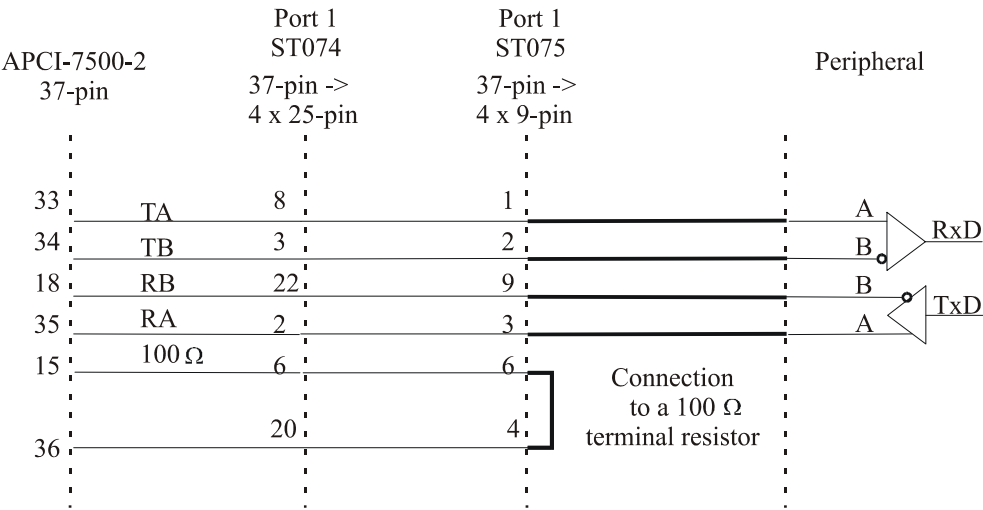 Port 1 Port 1
ST074 ST075
APCI-7500-2 Peripheral
37-pin 37-pin -> 37-pin ->
4 x 25-pin 4 x 9-pin
33 TA 8 1 A
RxD
34 TB 3 2 B
18 RB 22 9 B
TxD
35 RA 2 3 A
15 100 Ω 6 6
Connection
to a 100 Ω
terminal resistor
36 20 4